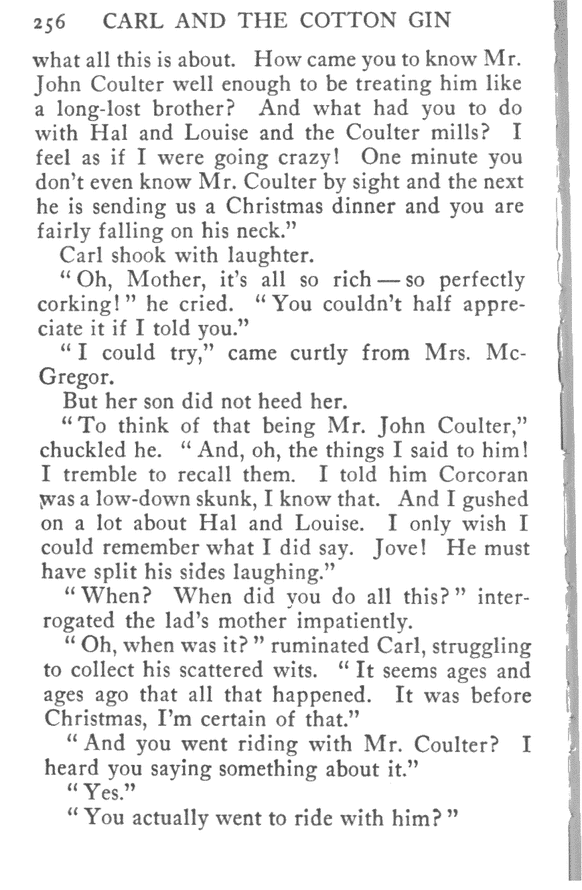 256 CARL AND THE COTTON GIN
what all this is about. How came you to know Mr.
John Coulter well enough to be treating him like
a long-lost brother? And what had you to do
with Hal and Louise and the Coulter mills? I
feel as if I were going crazy! One minute you
don't even know Mr. Coulter by sight and the next
he is sending us a Christmas dinner and you are
fairly falling on his neck."
Carl shook with laughter.
"Oh, Mother, it's all so rich — so perfectly
corking!" he cried. "You couldn't half appre-
ciate it if I told you."
"I could try," came curtly from Mrs. Mc-
Gregor.
But her son did not heed her.
"To think of that being Mr. John Coulter,"
chuckled he. "And, oh, the things I said to him!
I tremble to recall them. I told him Corcoran
was a low-down skunk, I know that. And I gushed
on a lot about Hal and Louise. I only wish I
could remember what I did say. Jove! He must
have split his sides laughing."
"When? When did you do all this?" inter-
rogated the lad's mother impatiently.
"Oh, when was it?" ruminated Carl, struggling
to collect his scattered wits. "It seems ages and
ages ago that all that happened. It was before
Christmas, I'm certain of that."
"And you went riding with Mr. Coulter? I
heard you saying something about it."
"Yes."
"You actually went to ride with him?"